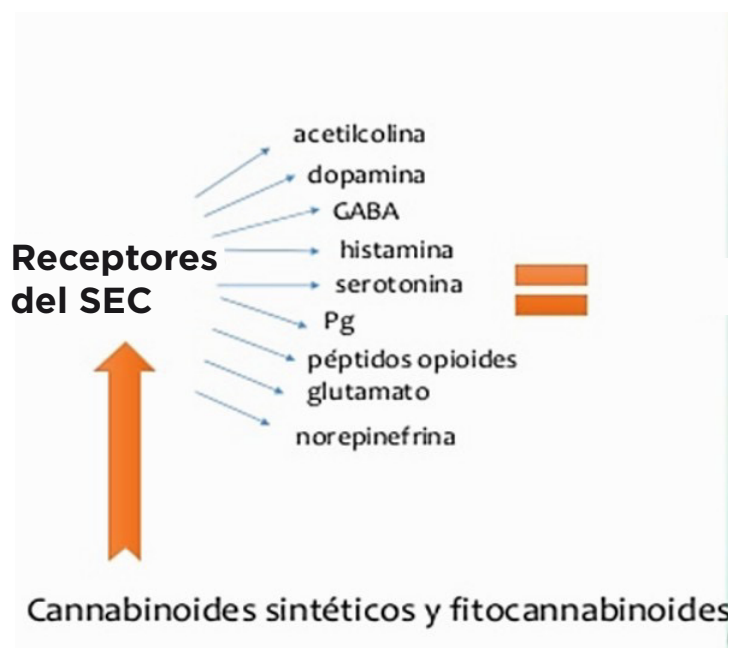 acetilcolina
dopamina
GABA
Receptores
del SEC
histamina
serotonina
Pg
péptidos opioides
glutamato
norepinefrina
Cannabinoides sintéticos y fitocannabinoides